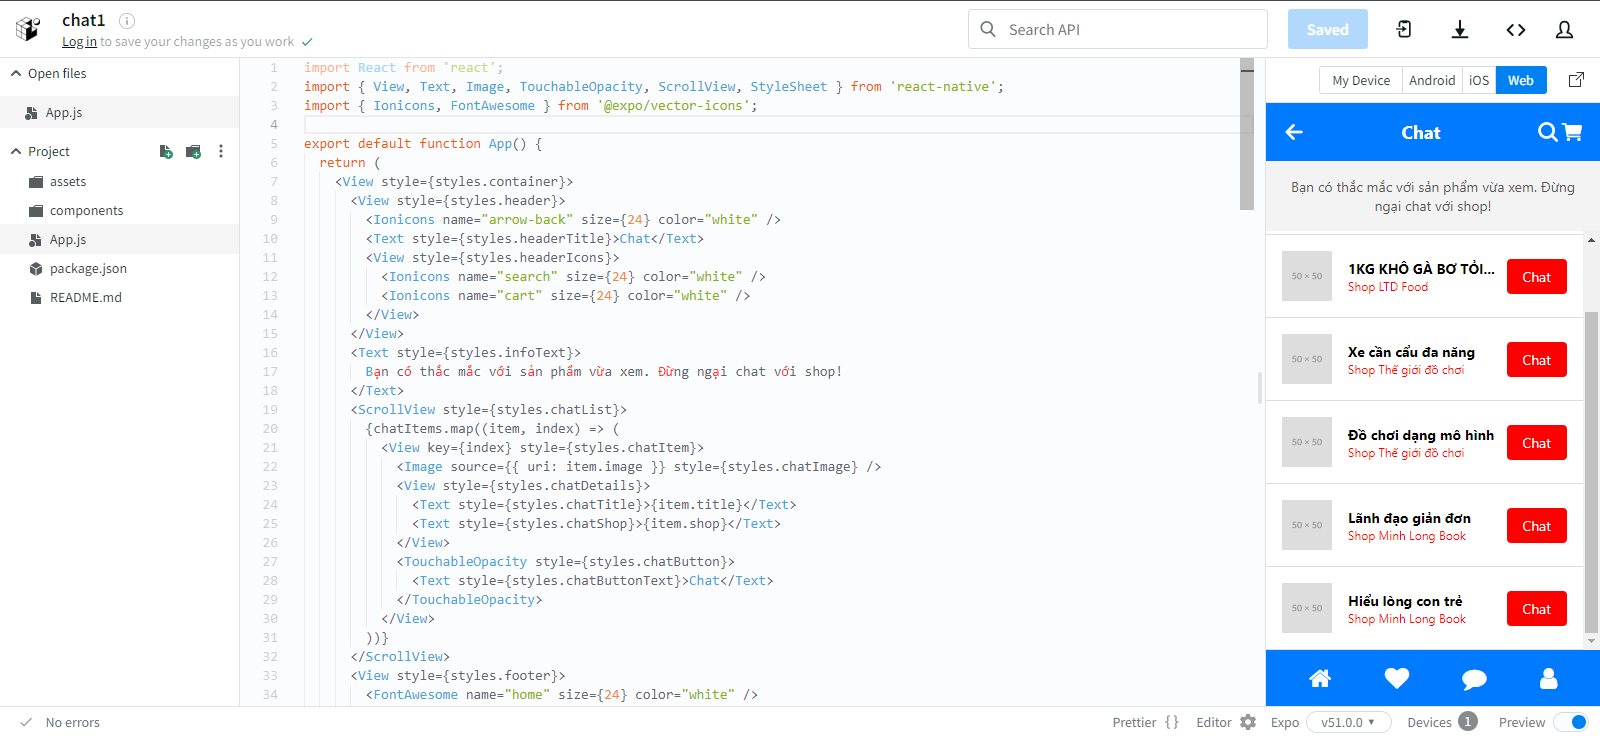 chat1
Log in to save your changes as you work
Search API
Saved
Open files
App.js
Project
assets
components
App.js
package.json
README.md
1 import React from 'react';
2 import { View, Text, Image, TouchableOpacity, ScrollView, StyleSheet } from 'react-native';
3 import { Ionicons, FontAwesome } from '@expo/vector-icons';
4
5 export default function App() {
6 return (
7 <View style={styles.container}>
8 <View style={styles.header}>
9 <Ionicons name="arrow-back" size={24} color="white" />
10 <Text style={styles.headerTitle}>Chat</Text>
11 <View style={styles.headerIcons}>
12 <Ionicons name="search" size={24} color="white" />
13 <Ionicons name="cart" size={24} color="white" />
14 </View>
15 </View>
16 <Text style={styles.infoText}>
17 Bạn có thắc mắc với sản phẩm vừa xem. Đừng ngại chat với shop!
18 </Text>
19 <ScrollView style={styles.chatList}>
20 {chatItems.map((item, index) => (
21 <View key={index} style={styles.chatItem}>
22 <Image source={{ uri: item.image }} style={styles.chatImage} />
23 <View style={styles.chatDetails}>
24 <Text style={styles.chatTitle}>{item.title}</Text>
25 <Text style={styles.chatShop}>{item.shop}</Text>
26 </View>
27 <TouchableOpacity style={styles.chatButton}>
28 <Text style={styles.chatButtonText}>Chat</Text>
29 </TouchableOpacity>
30 </View>
31 ))}
32 </ScrollView>
33 <View style={styles.footer}>
34 <FontAwesome name="home" size={24} color="white" />
My Device Android iOS Web
Chat
Bạn có thắc mắc với sản phẩm vừa xem. Đừng
ngại chat với shop!
50 × 50
1KG KHÔ GÀ BƠ TỎI...
Shop LTD Food
Chat
50 × 50
Xe cần cẩu đa năng
Shop Thế giới đồ chơi
Chat
50 × 50
Đồ chơi dạng mô hình
Shop Thế giới đồ chơi
Chat
50 × 50
Lãnh đạo giản đơn
Shop Minh Long Book
Chat
50 × 50
Hiểu lòng con trẻ
Shop Minh Long Book
Chat
No errors
Prettier { } Editor Expo v51.0.0 Devices 1 Preview